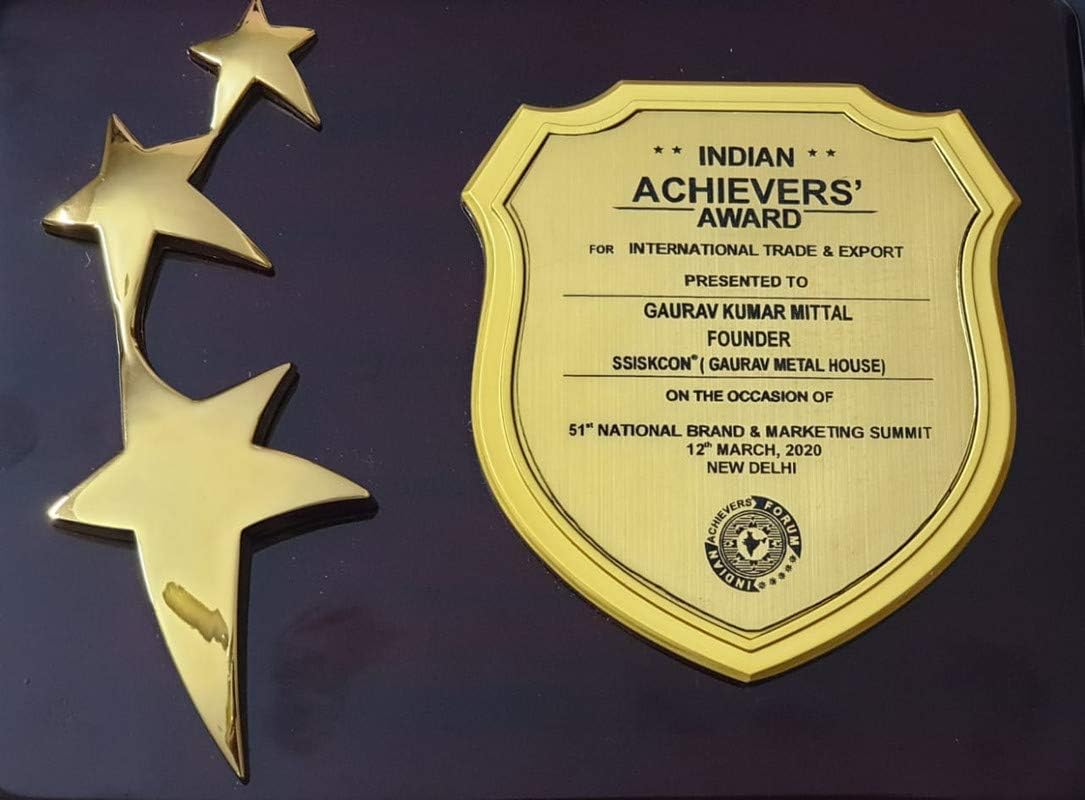 INDIAN
ACHIEVERS'
AWARD
FOR INTERNATIONAL TRADE & EXPORT
PRESENTED TO
GAURAV KUMAR MITTAL
FOUNDER
SSISKCON® ( GAURAV METAL HOUSE)
ON THE OCCASION OF
51st NATIONAL BRAND & MARKETING SUMMIT
12th MARCH, 2020
NEW DELHI
INDIAN ACHIEVERS FORUM